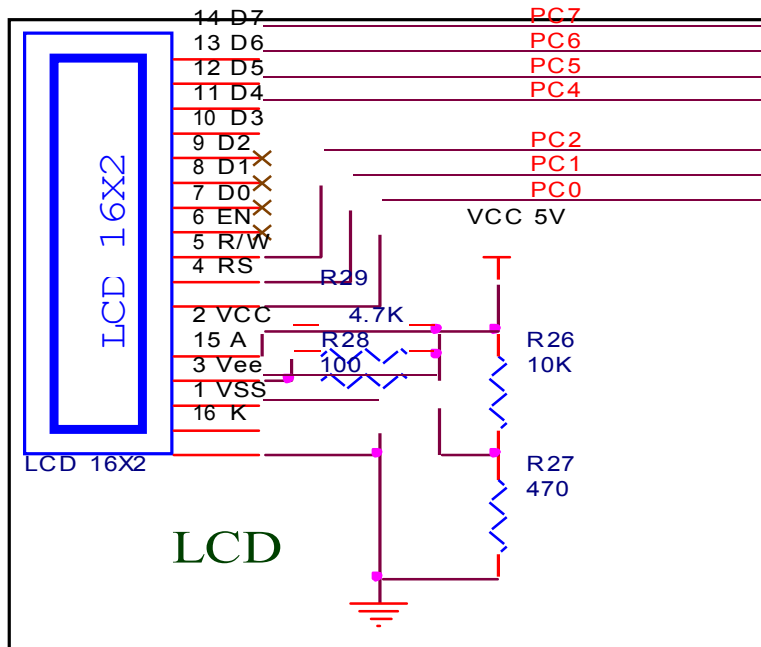 14 D7 PC7
13 D6 PC6
12 D5 PC5
11 D4 PC4
10 D3
9 D2 PC2
8 D1 PC1
7 D0 PC0
6 EN VCC 5V
5 R/W
4 RS R29
2 VCC 4.7K
15 A R28 R26
3 Vee 100 10K
1 VSS
16 K
LCD 16X2
LCD 16X2 R27
470
LCD